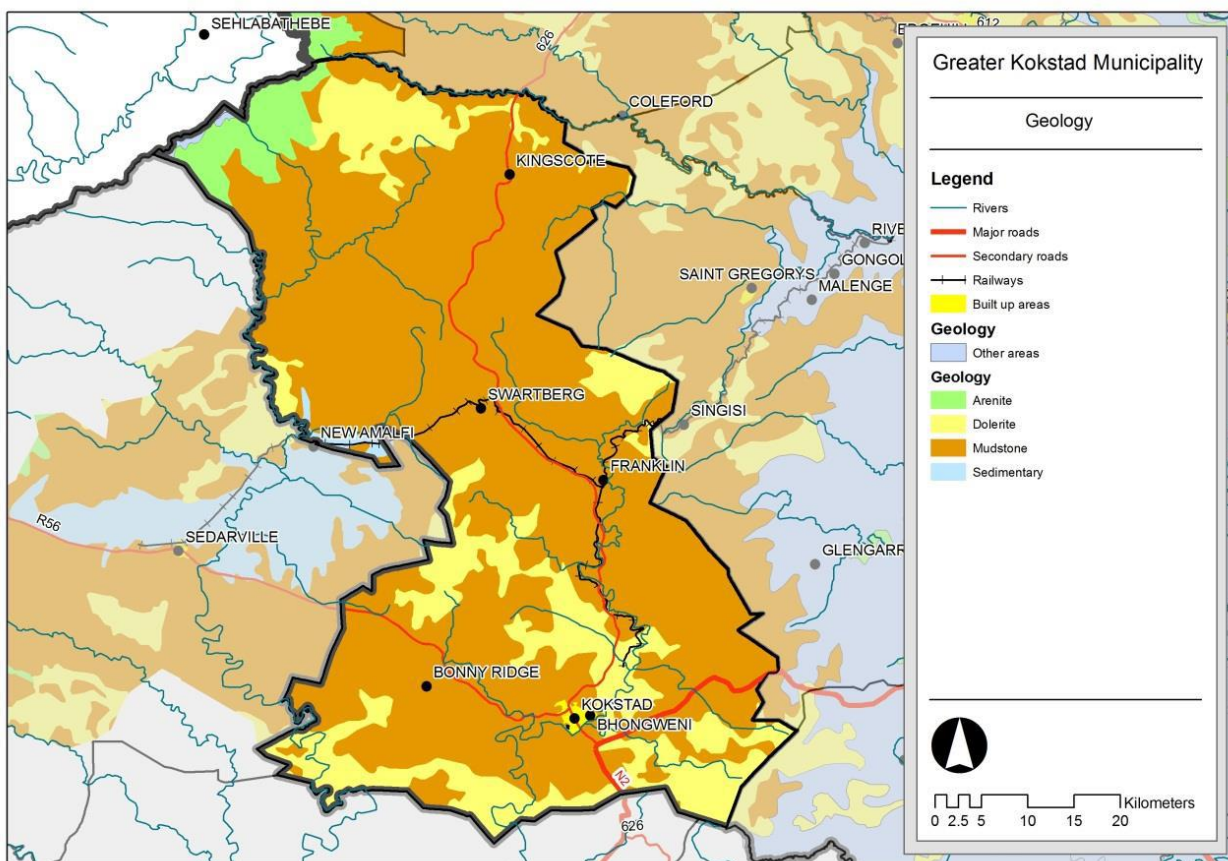 SEHLABATHEBE
626
612
COLEFORD
KINGSCOTE
SAINT GREGORYS
MALENGE
SWARTBERG
SINGISI
NEW AMALFI
FRANKLIN
R56
SEDARVILLE
BONNY RIDGE
KOKSTAD
BHONGWENI
N2
626
Greater Kokstad Municipality
Geology
Legend
Rivers
Major roads
Secondary roads
Railways
Built up areas
Geology
Other areas
Geology
Arenite
Dolerite
Mudstone
Sedimentary
Kilometers
0 2.5 5 10 15 20